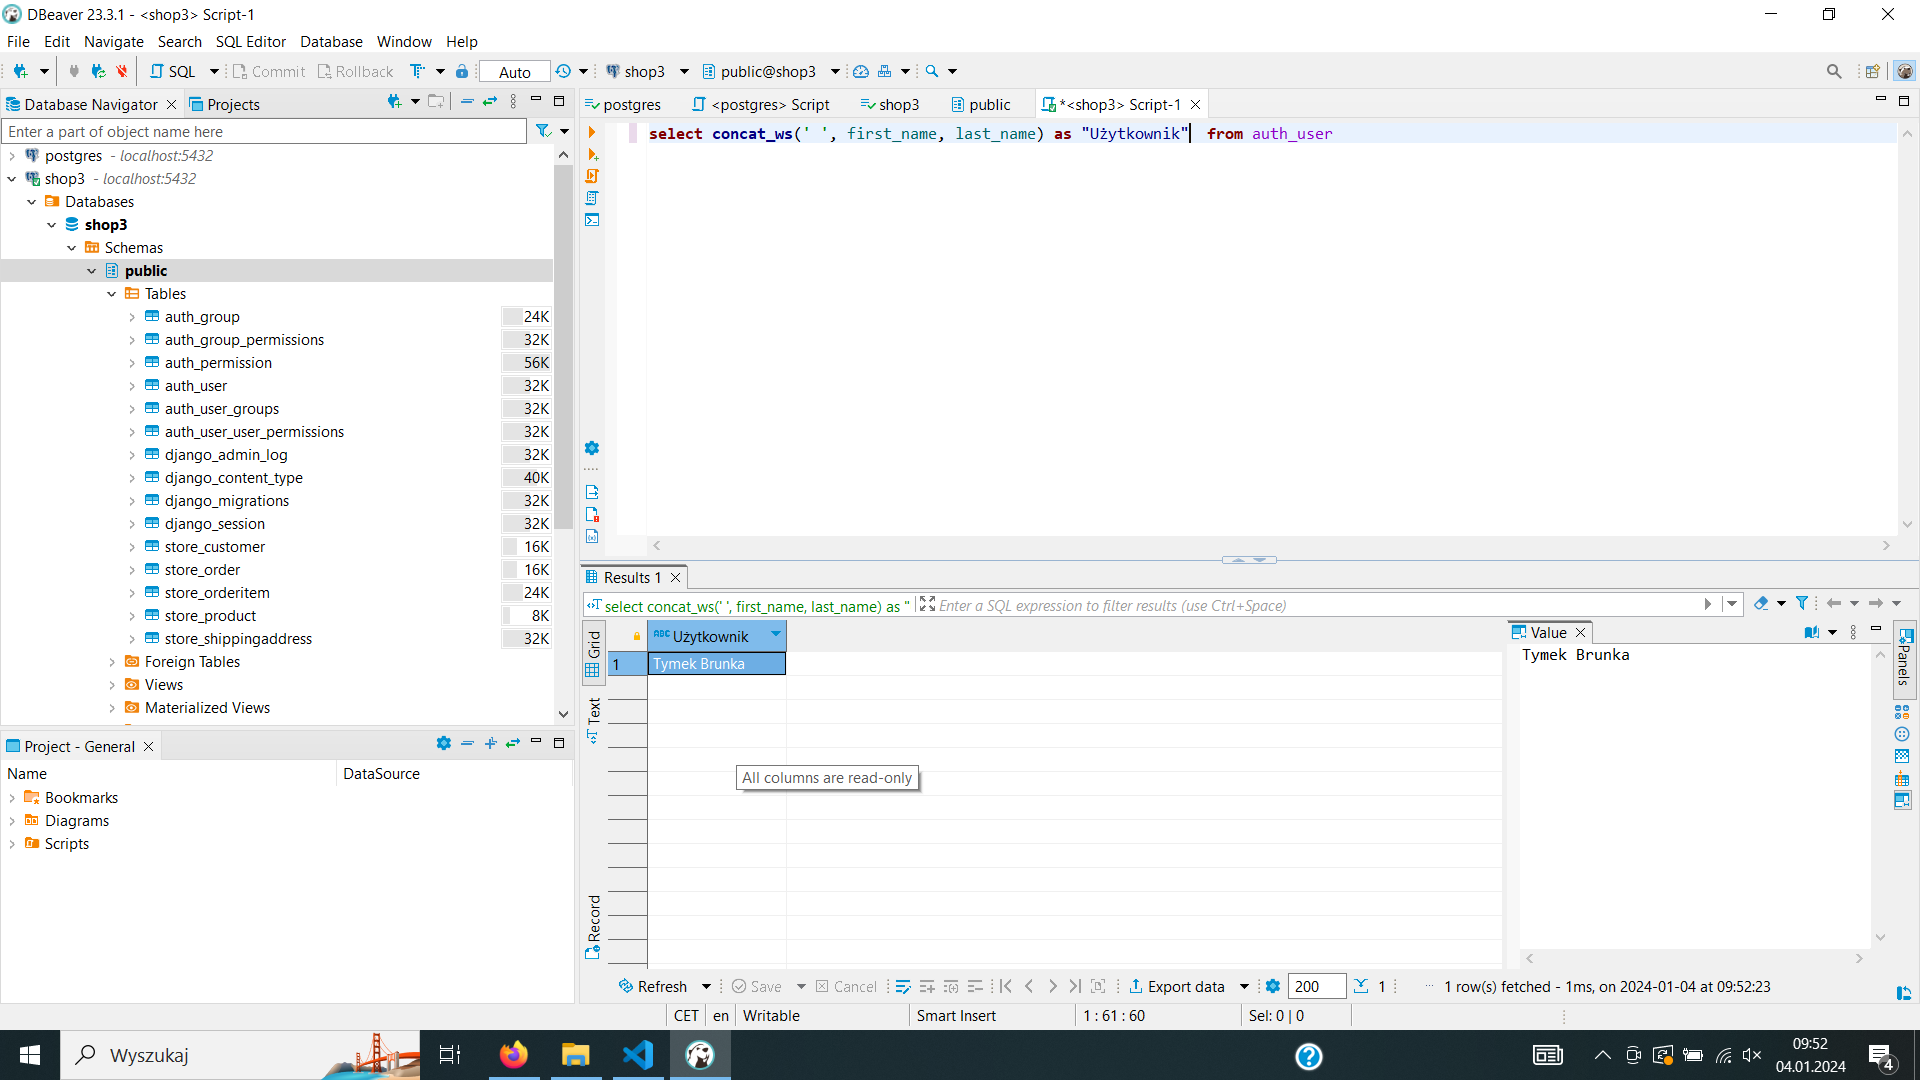 DBeaver 23.3.1 - <shop3> Script-1
File Edit Navigate Search SQL Editor Database Window Help
SQL Commit Rollback Auto shop3 public@shop3
Database Navigator Projects
Enter a part of object name here
postgres - localhost:5432
shop3 - localhost:5432
Databases
shop3
Schemas
public
Tables
auth_group 24K
auth_group_permissions 32K
auth_permission 56K
auth_user 32K
auth_user_groups 32K
auth_user_user_permissions 32K
django_admin_log 32K
django_content_type 40K
django_migrations 32K
django_session 32K
store_customer 16K
store_order 16K
store_orderitem 24K
store_product 8K
store_shippingaddress 32K
Foreign Tables
Views
Materialized Views
Project - General
Name DataSource
Bookmarks
Diagrams
Scripts
postgres <postgres> Script shop3 public *<shop3> Script-1
select concat_ws(' ', first_name, last_name) as "Użytkownik" from auth_user
Results 1
select concat_ws(' ', first_name, last_name) as " Enter a SQL expression to filter results (use Ctrl+Space)
Grid
Text
Record
ABC Użytkownik
1 Tymek Brunka
All columns are read-only
Value
Tymek Brunka
Panels
Refresh Save Cancel Export data 200 1 1 row(s) fetched - 1ms, on 2024-01-04 at 09:52:23
CET en Writable Smart Insert 1 : 61 : 60 Sel: 0 | 0
Wyszukaj
09:52
04.01.2024
4